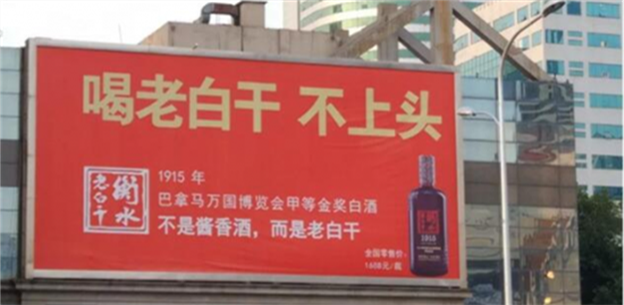 喝老白干 不上头
衡水
老白干
1915 年
巴拿马万国博览会甲等金奖白酒
不是酱香酒，而是老白干
全国零售价：
1608元/瓶
1915